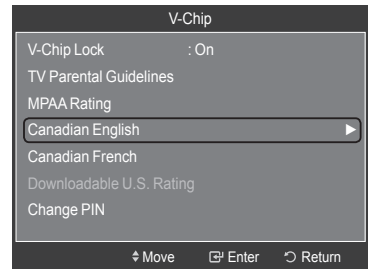 V-Chip
V-Chip Lock : On
TV Parental Guidelines
MPAA Rating
Canadian English
Canadian French
Downloadable U.S. Rating
Change PIN
Move Enter Return